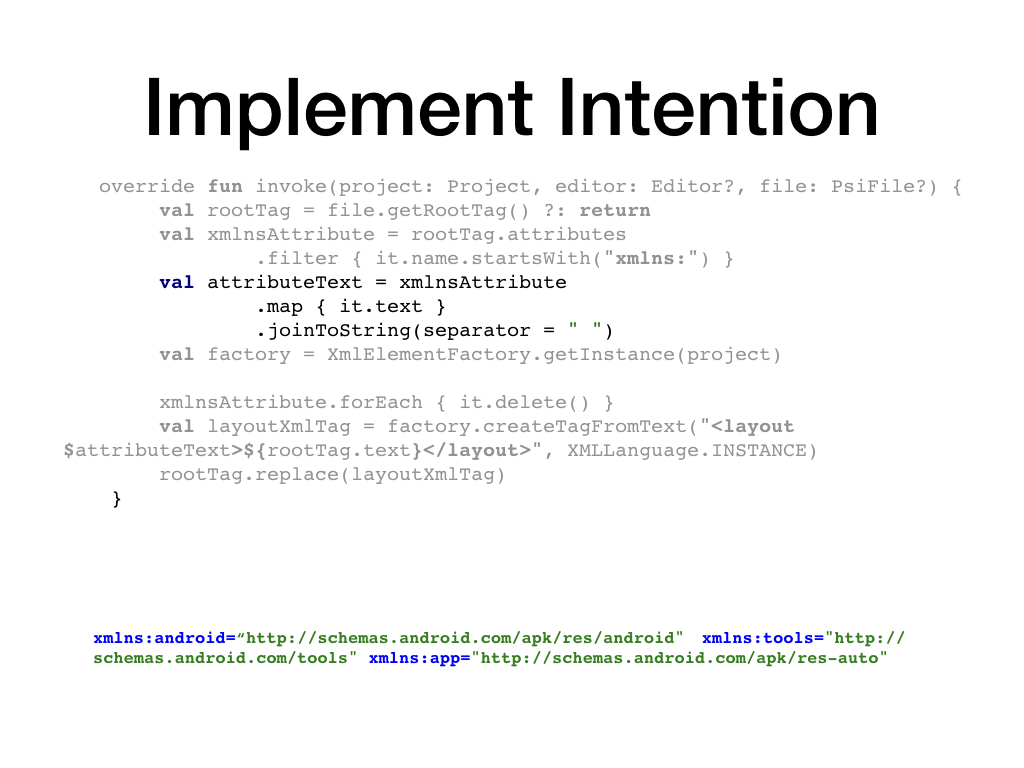 Implement Intention
override fun invoke(project: Project, editor: Editor?, file: PsiFile?) {
val rootTag = file.getRootTag() ?: return
val xmlnsAttribute = rootTag.attributes
.filter { it.name.startsWith("xmlns:") }
val attributeText = xmlnsAttribute
.map { it.text }
.joinToString(separator = " ")
val factory = XmlElementFactory.getInstance(project)
xmlnsAttribute.forEach { it.delete() }
val layoutXmlTag = factory.createTagFromText("<layout
$attributeText>${rootTag.text}</layout>", XMLLanguage.INSTANCE)
rootTag.replace(layoutXmlTag)
}
xmlns:android=“http://schemas.android.com/apk/res/android" xmlns:tools="http://
schemas.android.com/tools" xmlns:app="http://schemas.android.com/apk/res-auto"